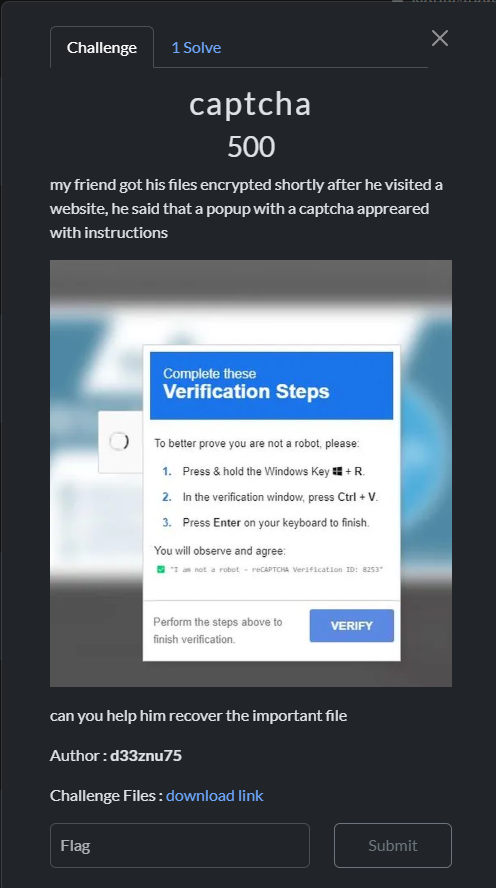 Challenge
1 Solve
captcha
500
my friend got his files encrypted shortly after he visited a
website, he said that a popup with a captcha appreared
with instructions
Complete these
Verification Steps
To better prove you are not a robot, please:
1. Press & hold the Windows Key + R.
2. In the verification window, press Ctrl + V.
3. Press Enter on your keyboard to finish.
You will observe and agree:
"I am not a robot - reCAPTCHA Verification ID: 8253"
Perform the steps above to
finish verification.
VERIFY
can you help him recover the important file
Author : d33znu75
Challenge Files : download link
Flag
Submit